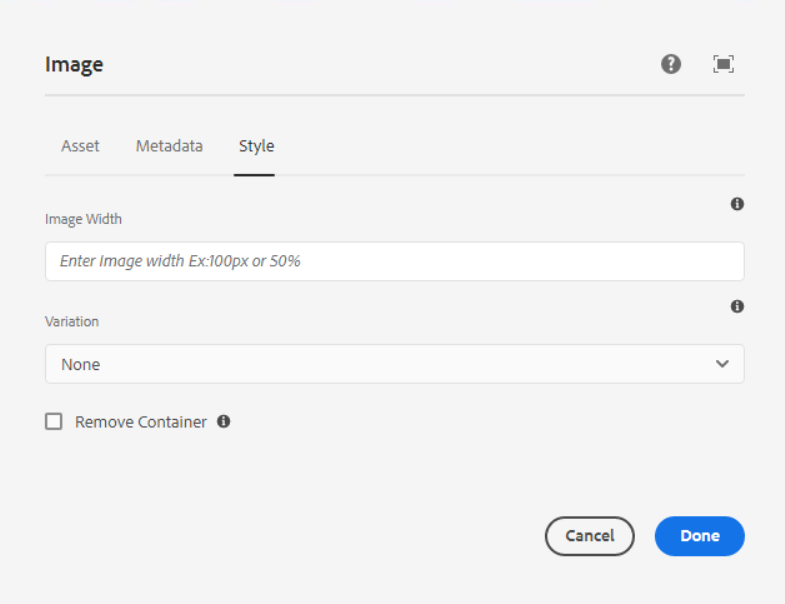 Image
Asset Metadata Style
Image Width
Enter Image width Ex:100px or 50%
Variation
None
Remove Container
Cancel Done